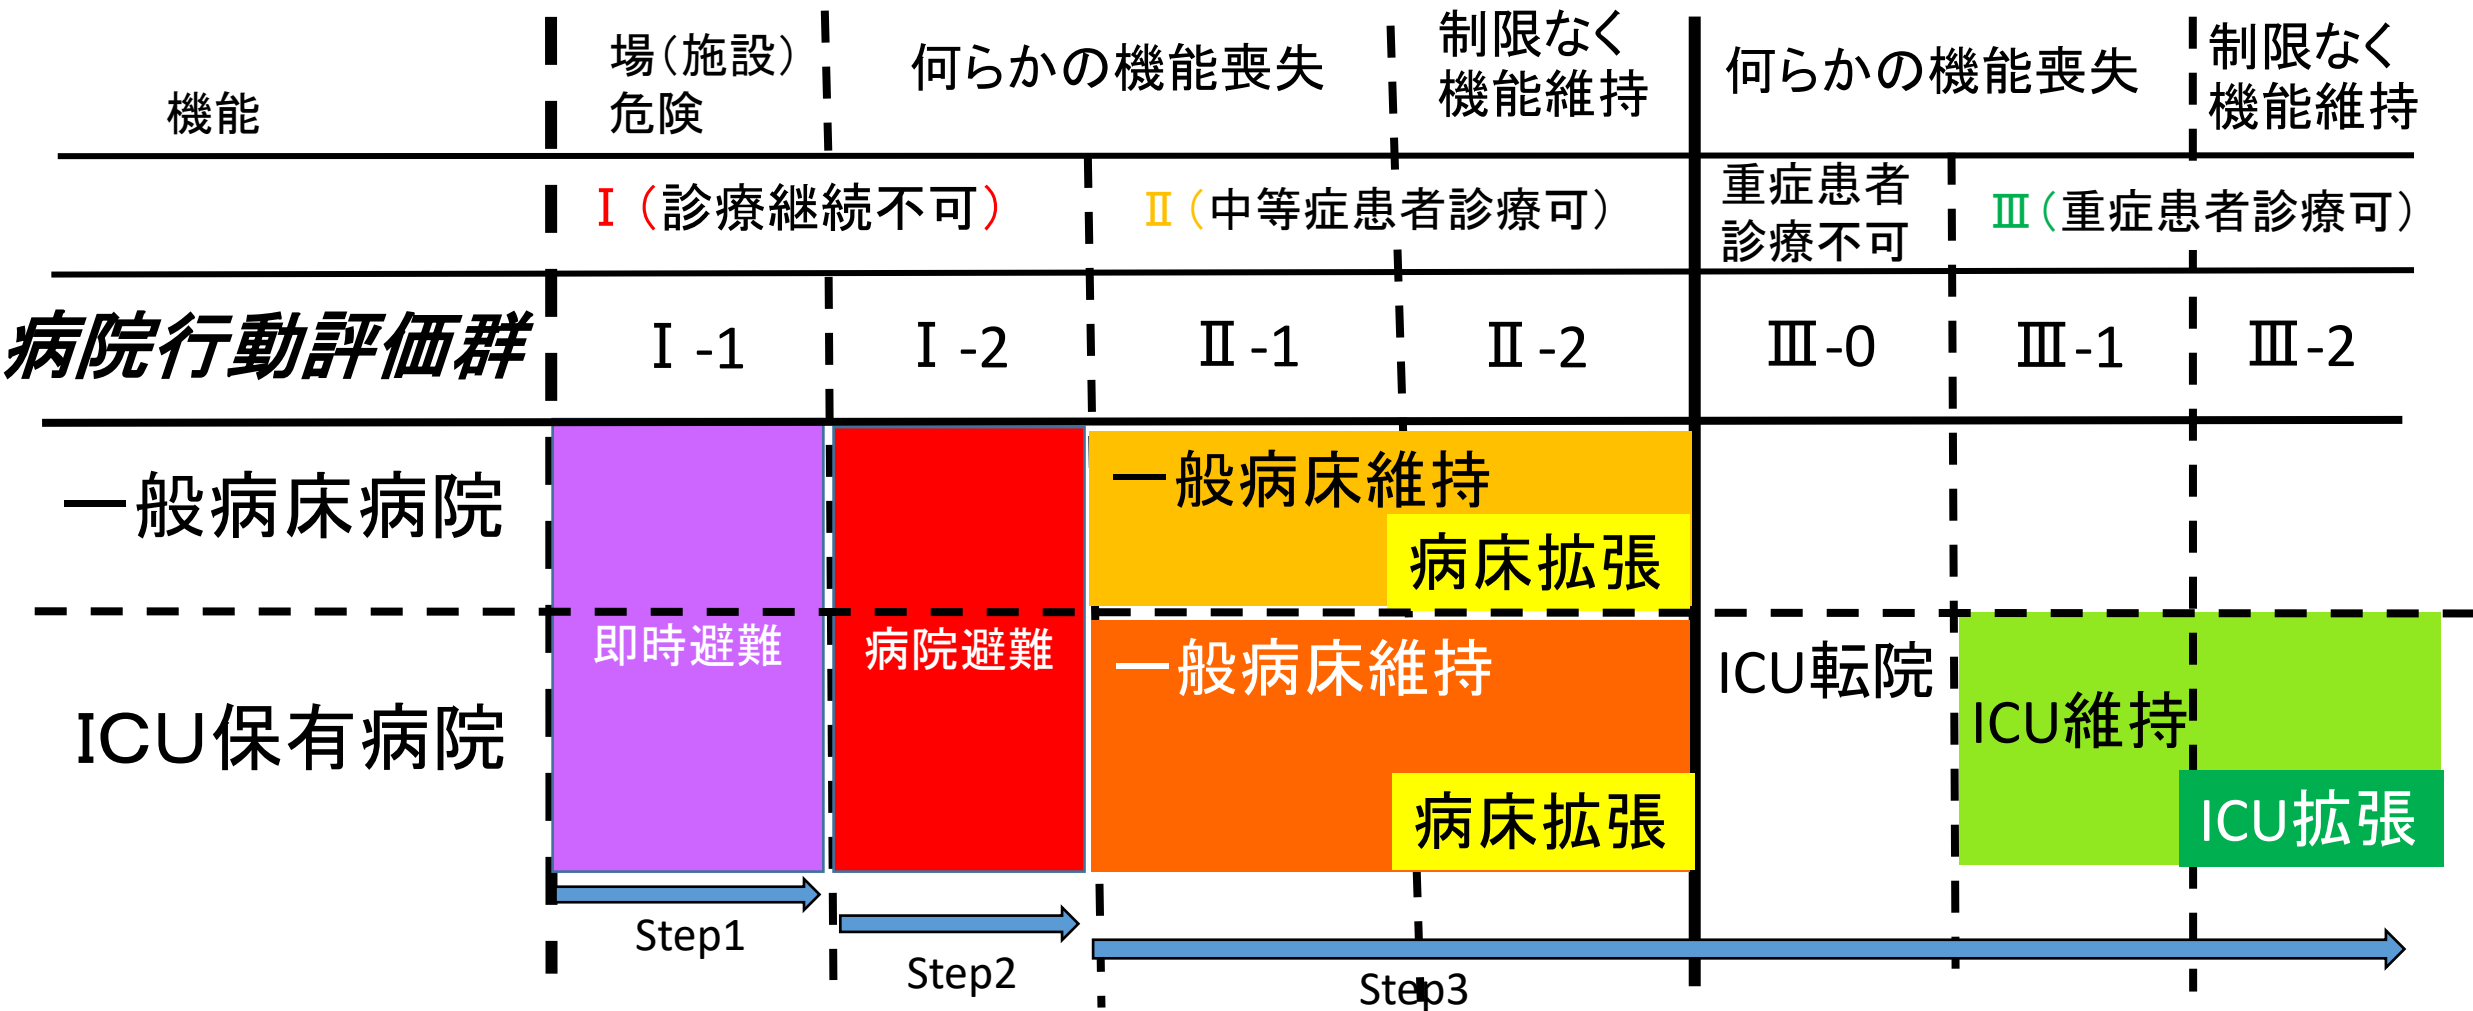 機能
場（施設）
危険
何らかの機能喪失
制限なく
機能維持
何らかの機能喪失
制限なく
機能維持
Ⅰ（診療継続不可）
Ⅱ（中等症患者診療可）
重症患者
診療不可
Ⅲ（重症患者診療可）
病院行動評価群
Ⅰ-1
Ⅰ-2
Ⅱ-1
Ⅱ-2
Ⅲ-0
Ⅲ-1
Ⅲ-2
一般病床病院
一般病床維持
病床拡張
ICU保有病院
即時避難
病院避難
一般病床維持
病床拡張
ICU転院
ICU維持
ICU拡張
Step1
Step2
Step3